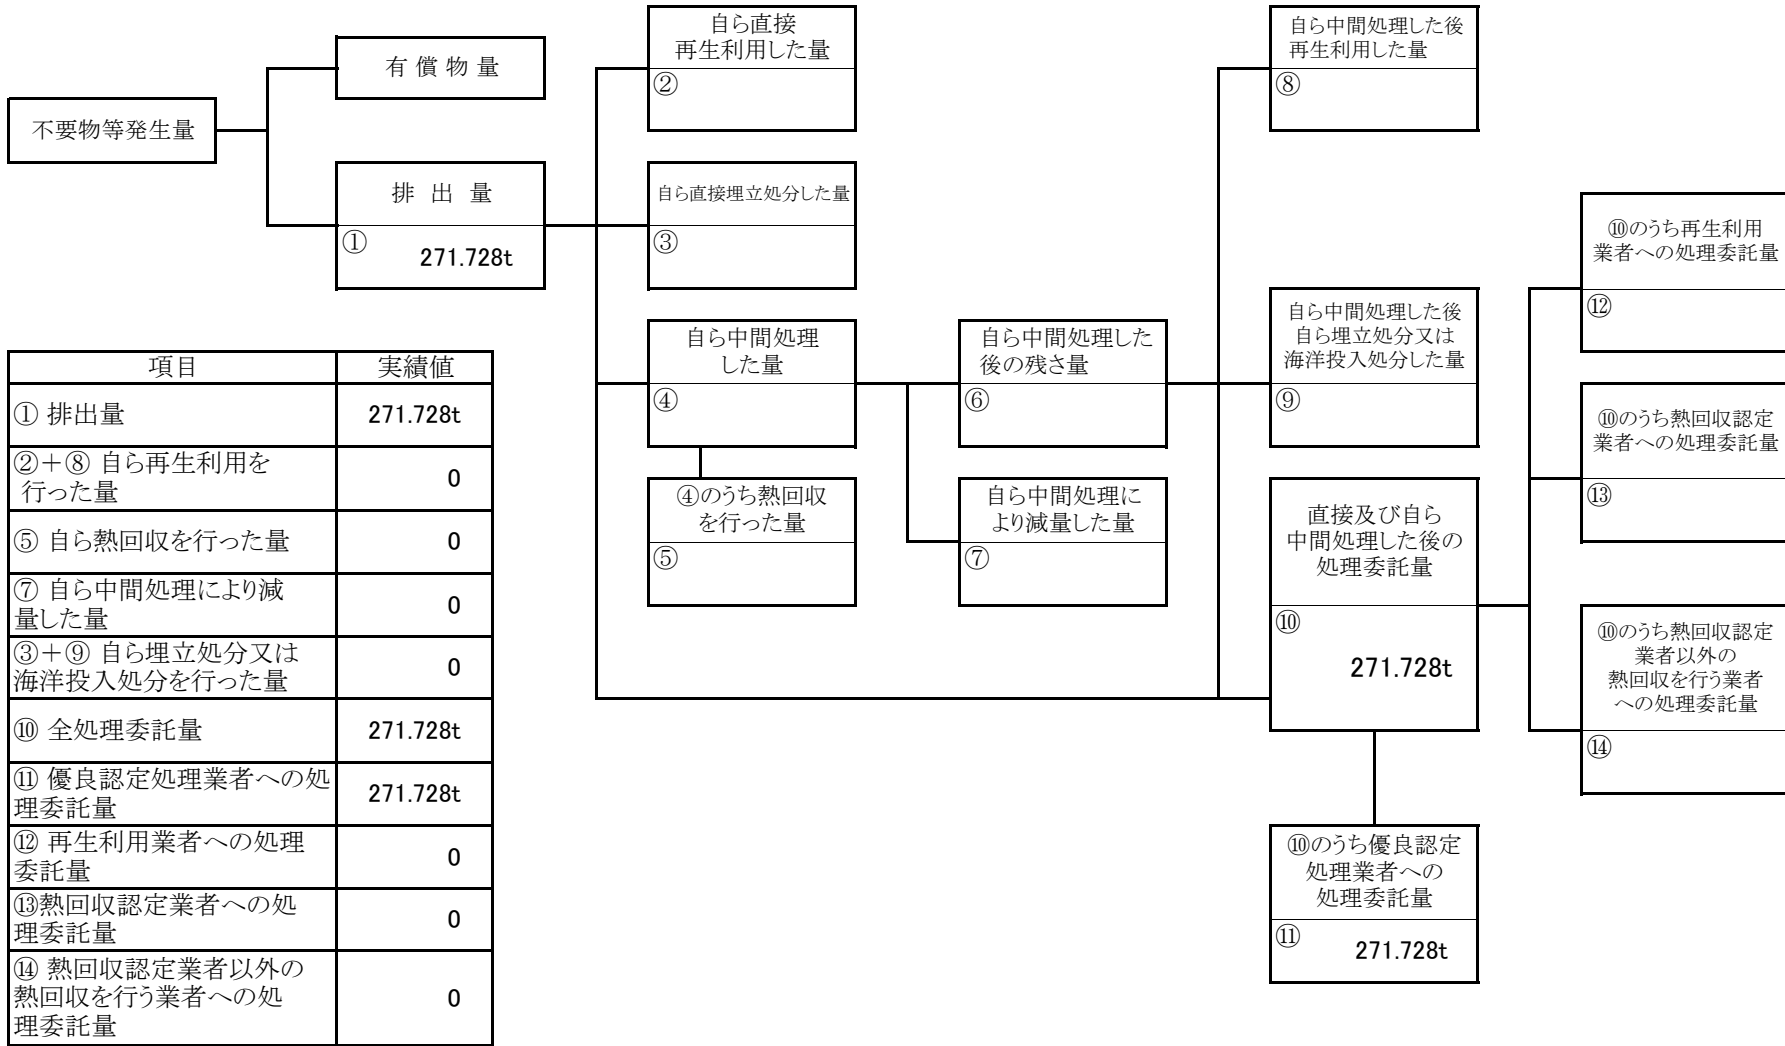 不要物等発生量
有 償 物 量
排 出 量
①
271.728t
自ら直接
再生利用した量
②
自ら直接埋立処分した量
③
自ら中間処理
した量
④
④のうち熱回収
を行った量
⑤
自ら中間処理した
後の残さ量
⑥
自ら中間処理に
より減量した量
⑦
自ら中間処理した後
再生利用した量
⑧
自ら中間処理した後
自ら埋立処分又は
海洋投入処分した量
⑨
直接及び自ら
中間処理した後の
処理委託量
⑩
271.728t
⑩のうち優良認定
処理業者への
処理委託量
⑪
271.728t
⑩のうち再生利用
業者への処理委託量
⑫
⑩のうち熱回収認定
業者への処理委託量
⑬
⑩のうち熱回収認定
業者以外の
熱回収を行う業者
への処理委託量
⑭
項目 実績値
① 排出量 271.728t
②＋⑧ 自ら再生利用を
行った量 0
⑤ 自ら熱回収を行った量 0
⑦ 自ら中間処理により減
量した量 0
③＋⑨ 自ら埋立処分又は
海洋投入処分を行った量 0
⑩ 全処理委託量 271.728t
⑪ 優良認定処理業者への処
理委託量 271.728t
⑫ 再生利用業者への処理
委託量 0
⑬熱回収認定業者への処
理委託量 0
⑭ 熱回収認定業者以外の
熱回収を行う業者への処 0
理委託量